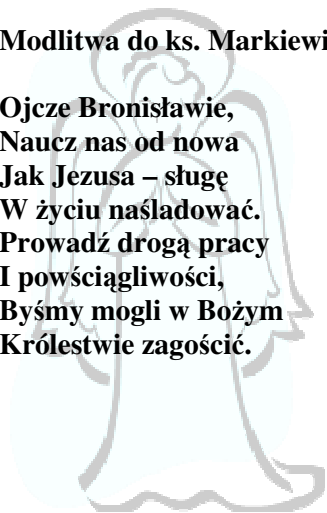 Modlitwa do ks. Markiewi
Ojcze Bronisławie,
Naucz nas od nowa
Jak Jezusa – sługę
W życiu naśladować.
Prowadź drogą pracy
I powściągliwości,
Byśmy mogli w Bożym
Królestwie zagościć.